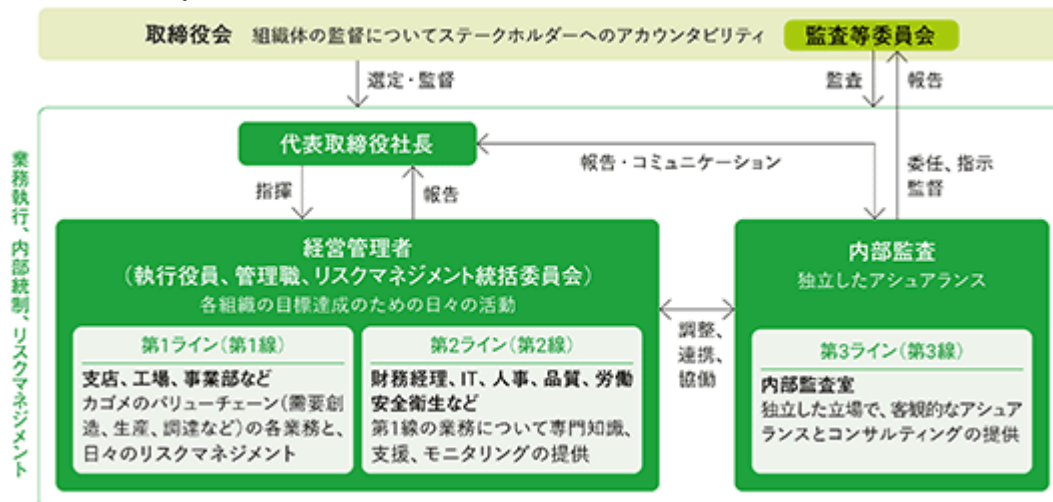 取締役会 組織体の監督についてステークホルダーへのアカウンタビリティ 監査等委員会
選定・監督
監査
報告
代表取締役社長
報告・コミュニケーション
委任、指示
監督
指揮
報告
業務執行、内部統制、リスクマネジメント
経営管理者
（執行役員、管理職、リスクマネジメント統括委員会）
各組織の目標達成のための日々の活動
第1ライン（第1線）
支店、工場、事業部など
カゴメのバリューチェーン（需要創
造、生産、調達など）の各業務と、
日々のリスクマネジメント
第2ライン（第2線）
財務経理、IT、人事、品質、労働
安全衛生など
第1線の業務について専門知識、
支援、モニタリングの提供
調整、
連携、
協働
内部監査
独立したアシュアランス
第3ライン（第3線）
内部監査室
独立した立場で、客観的なアシュア
ランスとコンサルティングの提供